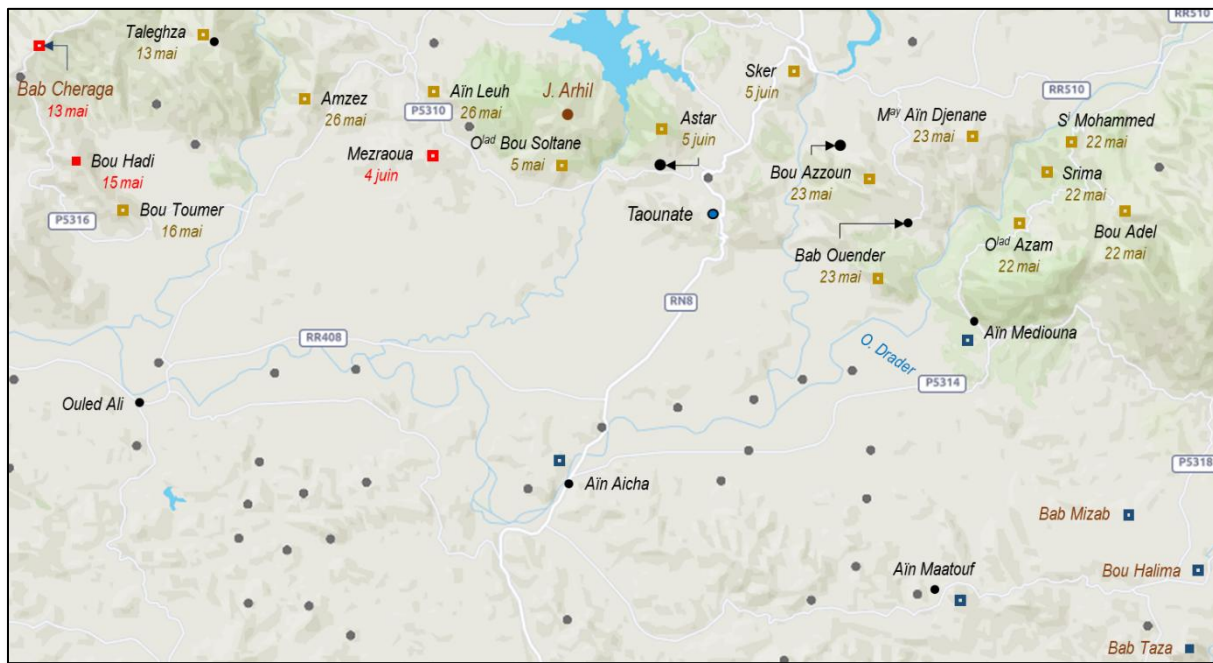 RR510
Taleghza
13 mai
Bab Cheraga
13 mai
Amzez
26 mai
P5310
Aïn Leuh
26 mai
J. Arhil
Sker
5 juin
RR510
Mezraoua
4 juin
Olad Bou Soltane
5 mai
Astar
5 juin
May Aïn Djenane
23 mai
Si Mohammed
22 mai
Bou Hadi
15 mai
Bou Azzoun
23 mai
Srima
22 mai
P5316
Bou Toumer
16 mai
Taounate
Bab Ouender
23 mai
Olad Azam
22 mai
Bou Adel
22 mai
RN8
RR408
O. Drader
Aïn Mediouna
P5314
Ouled Ali
Aïn Aicha
P5318
Bab Mizab
Aïn Maatouf
Bou Halima
Bab Taza